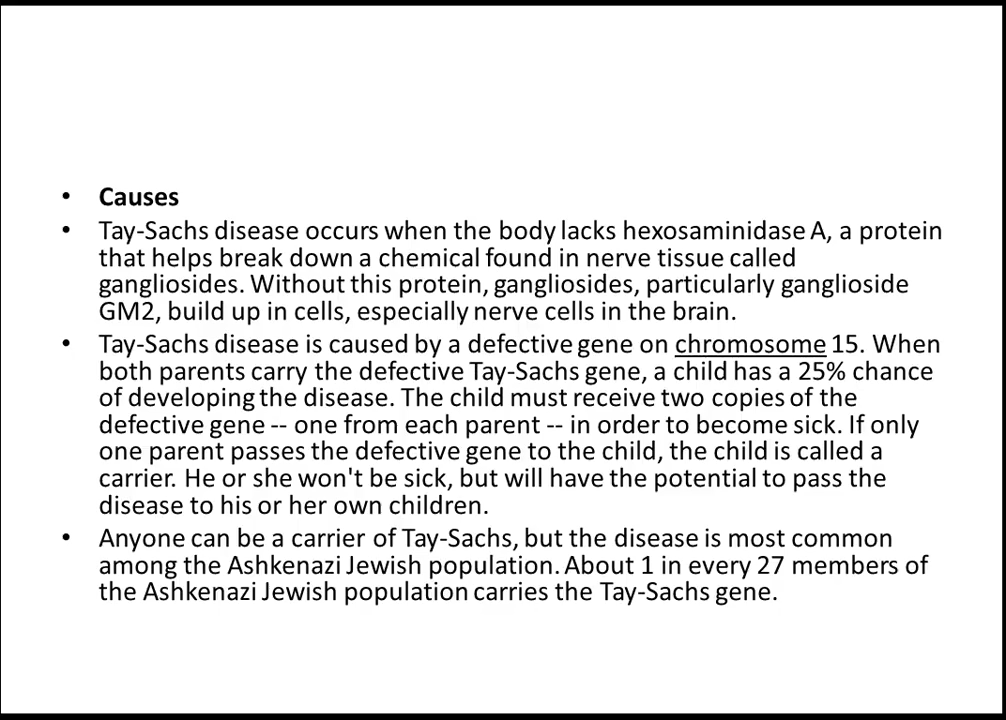 • Causes
• Tay-Sachs disease occurs when the body lacks hexosaminidase A, a protein
that helps break down a chemical found in nerve tissue called
gangliosides. Without this protein, gangliosides, particularly ganglioside
GM2, build up in cells, especially nerve cells in the brain.
• Tay-Sachs disease is caused by a defective gene on chromosome 15. When
both parents carry the defective Tay-Sachs gene, a child has a 25% chance
of developing the disease. The child must receive two copies of the
defective gene -- one from each parent -- in order to become sick. If only
one parent passes the defective gene to the child, the child is called a
carrier. He or she won't be sick, but will have the potential to pass the
disease to his or her own children.
• Anyone can be a carrier of Tay-Sachs, but the disease is most common
among the Ashkenazi Jewish population. About 1 in every 27 members of
the Ashkenazi Jewish population carries the Tay-Sachs gene.